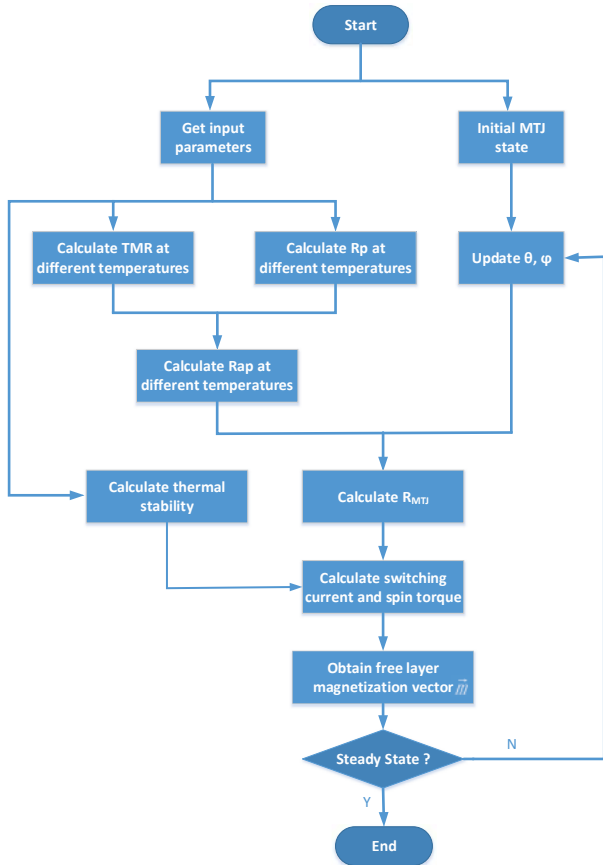 Start
Get input
parameters
Initial MTJ
state
Calculate TMR at
different temperatures
Calculate Rp at
different temperatures
Update θ, φ
Calculate Rap at
different temperatures
Calculate thermal
stability
Calculate RMTJ
Calculate switching
current and spin torque
Obtain free layer
magnetization vector m⃗
Steady State ?
N
Y
End